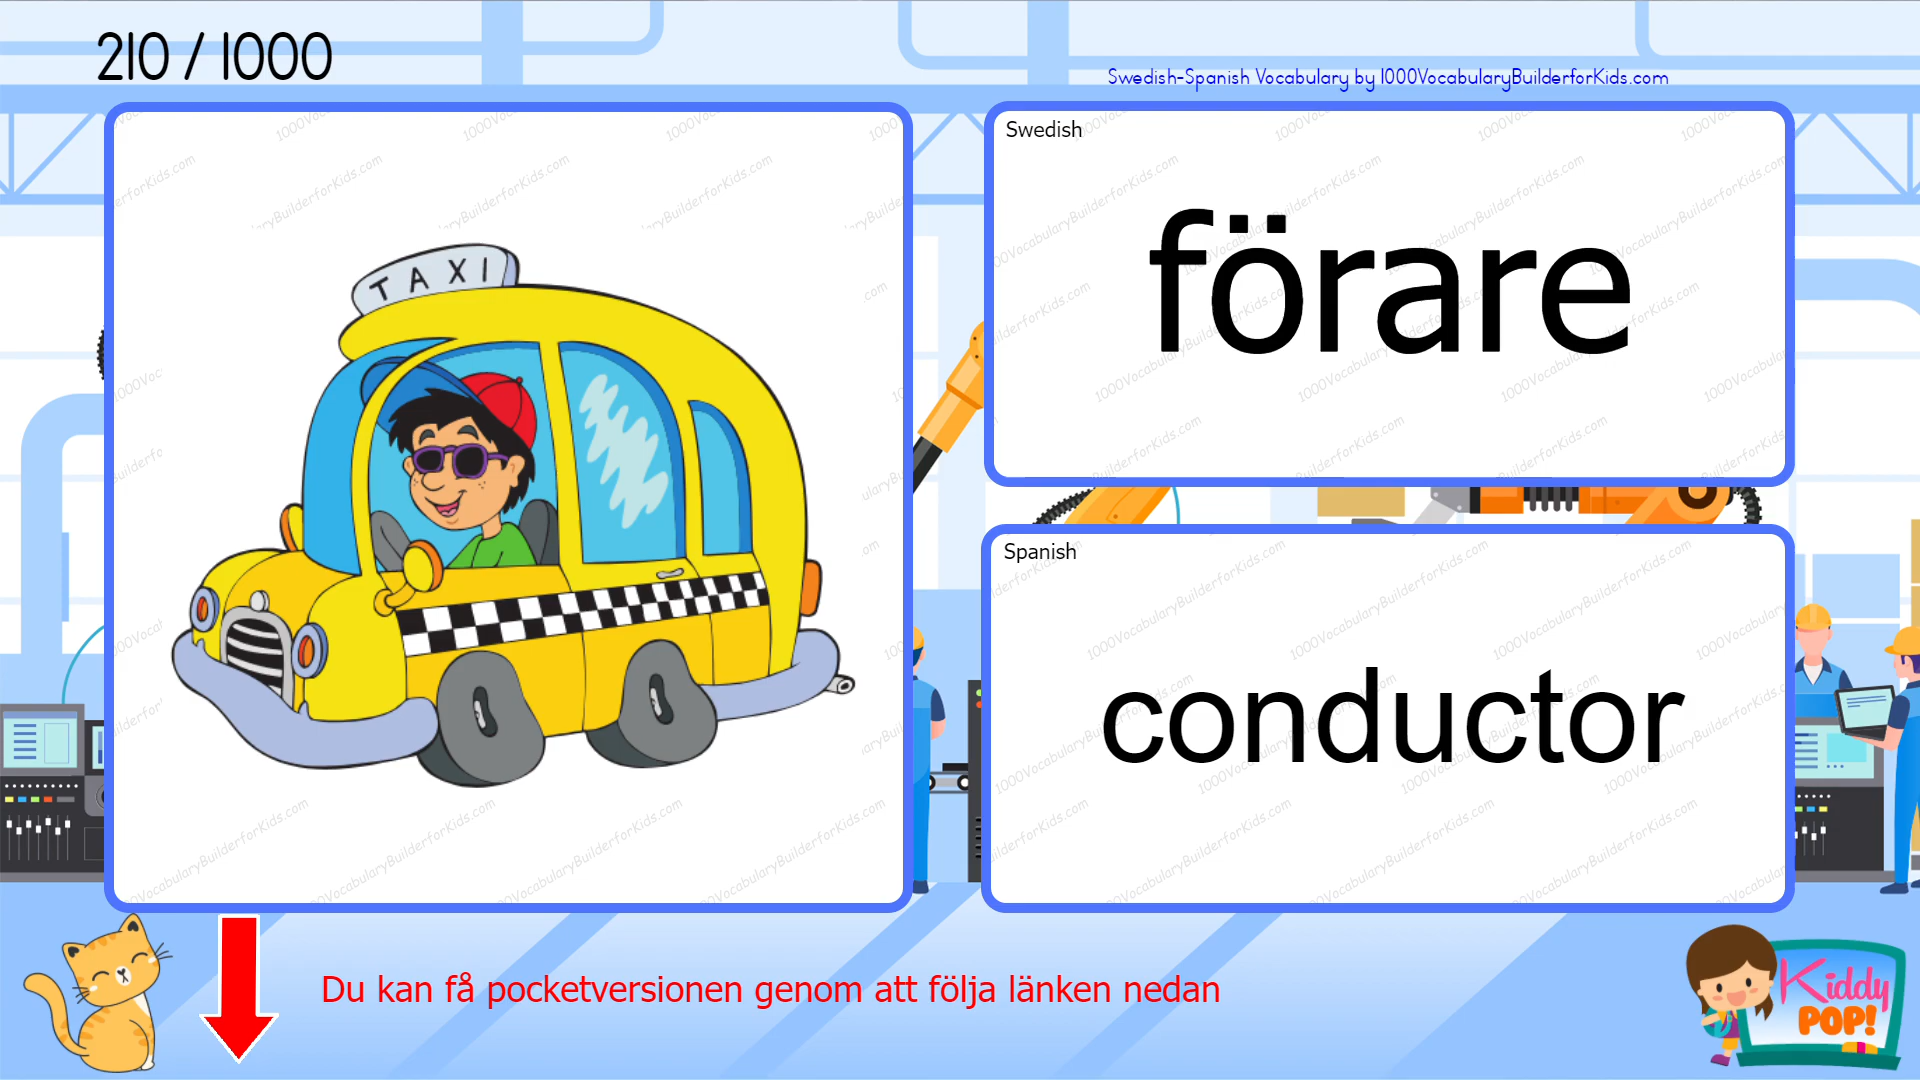 210 / 1000
Swedish-Spanish Vocabulary by 1000VocabularyBuilderforKids.com
TAXI
Swedish
förare
Spanish
conductor
Du kan få pocketversionen genom att följa länken nedan
Kiddy
POP!